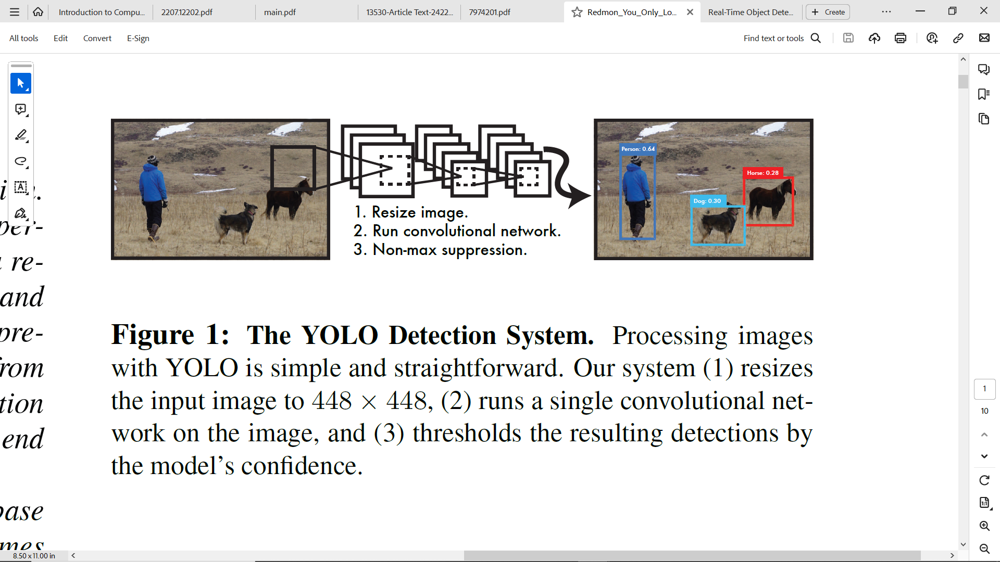 Introduction to Compu...
2207.12202.pdf
main.pdf
13530-Article Text-2422...
7974201.pdf
Redmon_You_Only_Lo...
Real-Time Object Dete...
Create
All tools
Edit
Convert
E-Sign
Find text or tools
per-
re-
and
pre-
from
tion
end
base
mes
Person: 0.64
Horse: 0.28
Dog: 0.30
1. Resize image.
2. Run convolutional network.
3. Non-max suppression.
Figure 1: The YOLO Detection System. Processing images
with YOLO is simple and straightforward. Our system (1) resizes
the input image to 448 × 448, (2) runs a single convolutional net-
work on the image, and (3) thresholds the resulting detections by
the model's confidence.
1
10
8.50 x 11.00 in